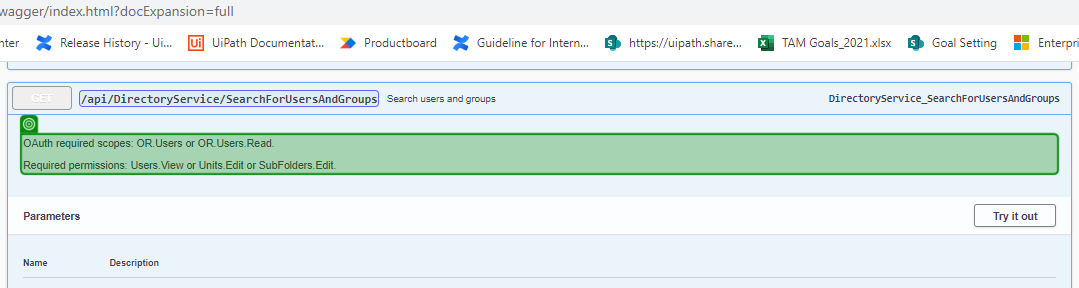 wagger/index.html?docExpansion=full
nter Release History - Ui... Ui UiPath Documentat... Productboard Guideline for Intern... https://uipath.share... TAM Goals_2021.xlsx Goal Setting Enterpri
GET /api/DirectoryService/SearchForUsersAndGroups Search users and groups DirectoryService_SearchForUsersAndGroups
OAuth required scopes: OR.Users or OR.Users.Read.
Required permissions: Users.View or Units.Edit or SubFolders.Edit.
Parameters Try it out
Name Description